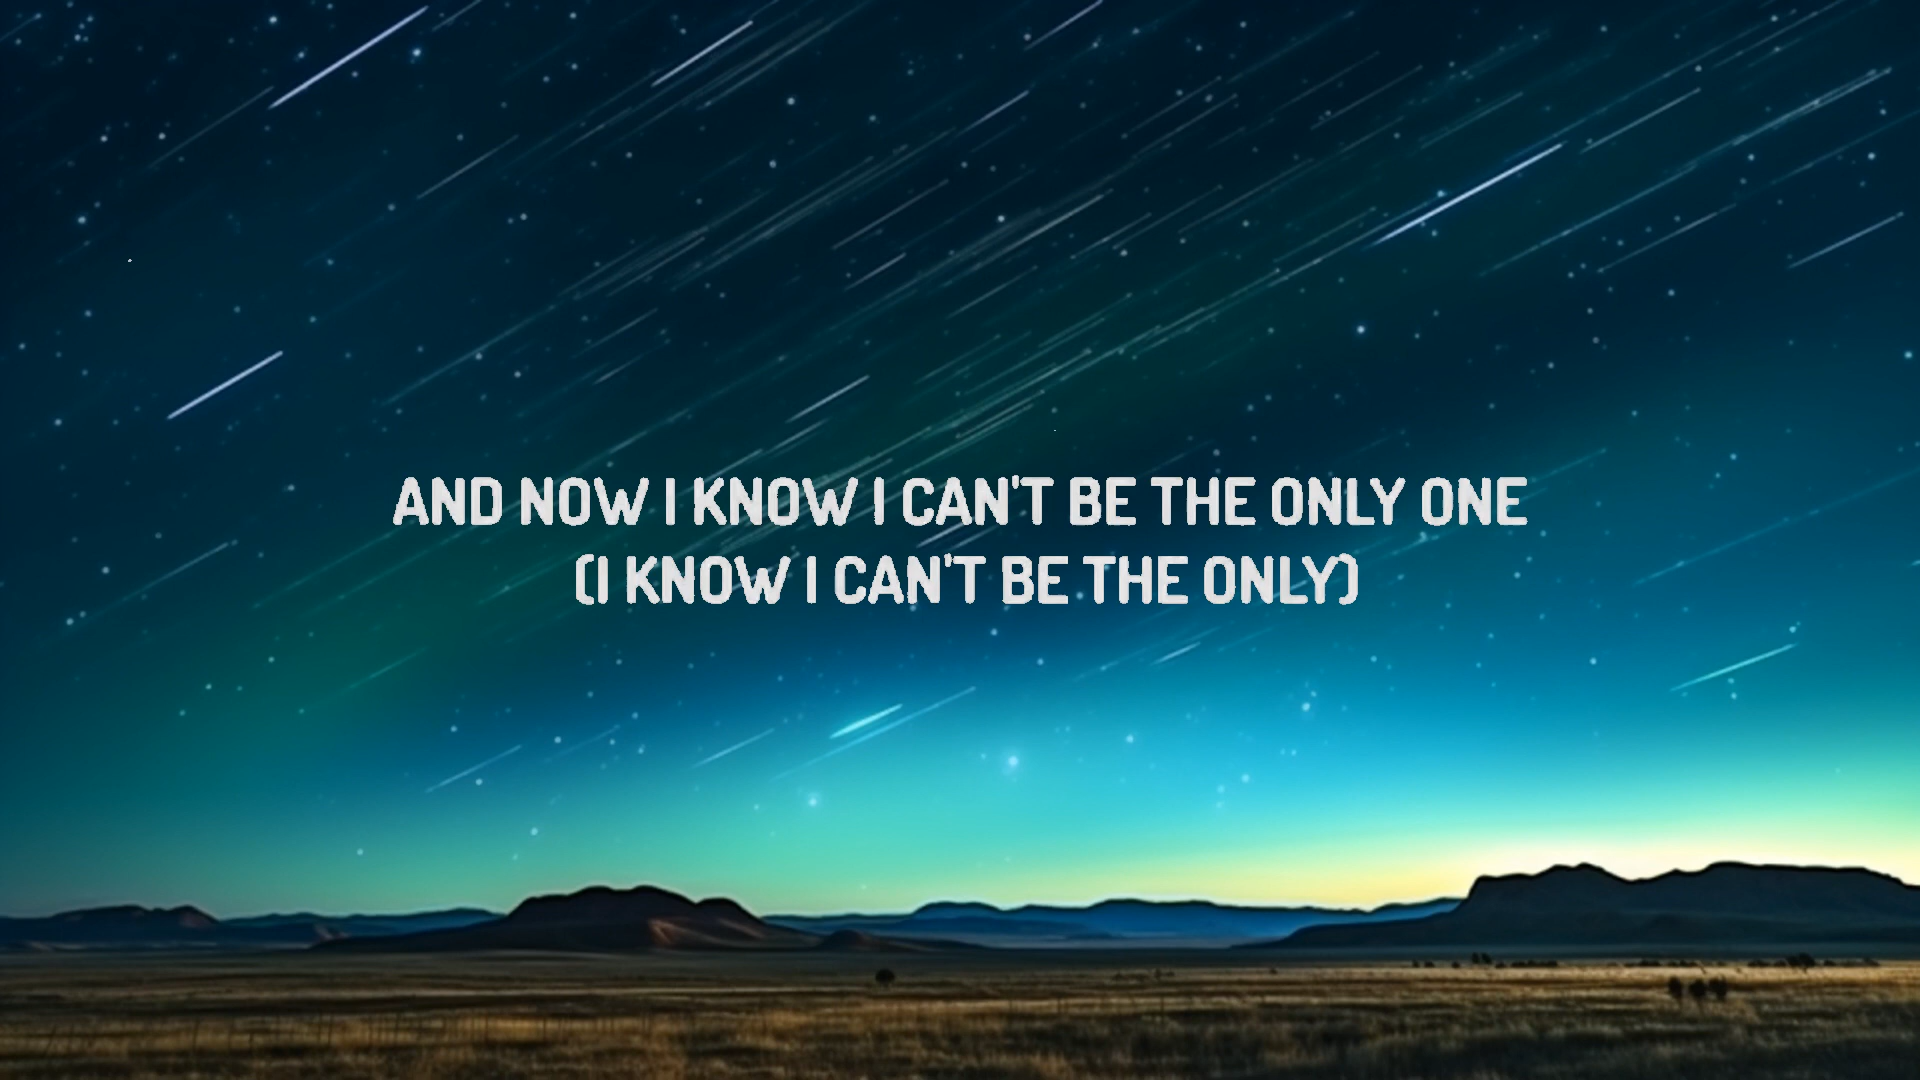 AND NOW I KNOW I CAN'T BE THE ONLY ONE
(I KNOW I CAN'T BE THE ONLY)